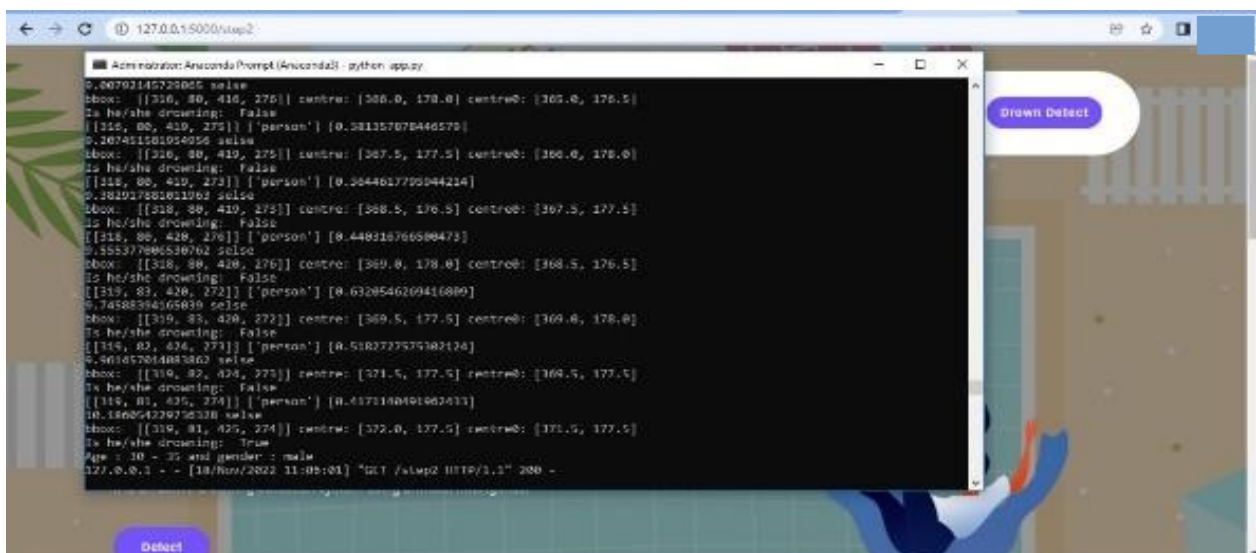 127.0.0.1:5000/step2
Administrator: Anaconda Prompt (Anaconda3) - python app.py
9.00792145729065 selse
bbox: [[316, 80, 416, 276]] centre: [366.0, 178.0] centre0: [365.0, 176.5]
Is he/she drowning: False
[[316, 80, 419, 275]] ['person'] [0.381357878446579]
9.207451581954956 selse
bbox: [[316, 80, 419, 275]] centre: [367.5, 177.5] centre0: [366.0, 178.0]
Is he/she drowning: False
[[318, 80, 419, 273]] ['person'] [0.3644617795944214]
9.382917881011963 selse
bbox: [[318, 80, 419, 273]] centre: [368.5, 176.5] centre0: [367.5, 177.5]
Is he/she drowning: False
[[318, 80, 420, 276]] ['person'] [0.440316766500473]
9.555377006530762 selse
bbox: [[318, 80, 420, 276]] centre: [369.0, 178.0] centre0: [368.5, 176.5]
Is he/she drowning: False
[[319, 83, 420, 272]] ['person'] [0.6320546269416809]
9.74588394165039 selse
bbox: [[319, 83, 420, 272]] centre: [369.5, 177.5] centre0: [369.0, 178.0]
Is he/she drowning: False
[[319, 82, 424, 273]] ['person'] [0.5182727575302124]
9.961457014083862 selse
bbox: [[319, 82, 424, 273]] centre: [371.5, 177.5] centre0: [369.5, 177.5]
Is he/she drowning: False
[[319, 81, 425, 274]] ['person'] [0.4171140491962433]
10.186054229736328 selse
bbox: [[319, 81, 425, 274]] centre: [372.0, 177.5] centre0: [371.5, 177.5]
Is he/she drowning: True
Age : 30 - 35 and gender : male
127.0.0.1 - - [18/Nov/2022 11:06:01] "GET /step2 HTTP/1.1" 200 -
Drown Detect
Detect